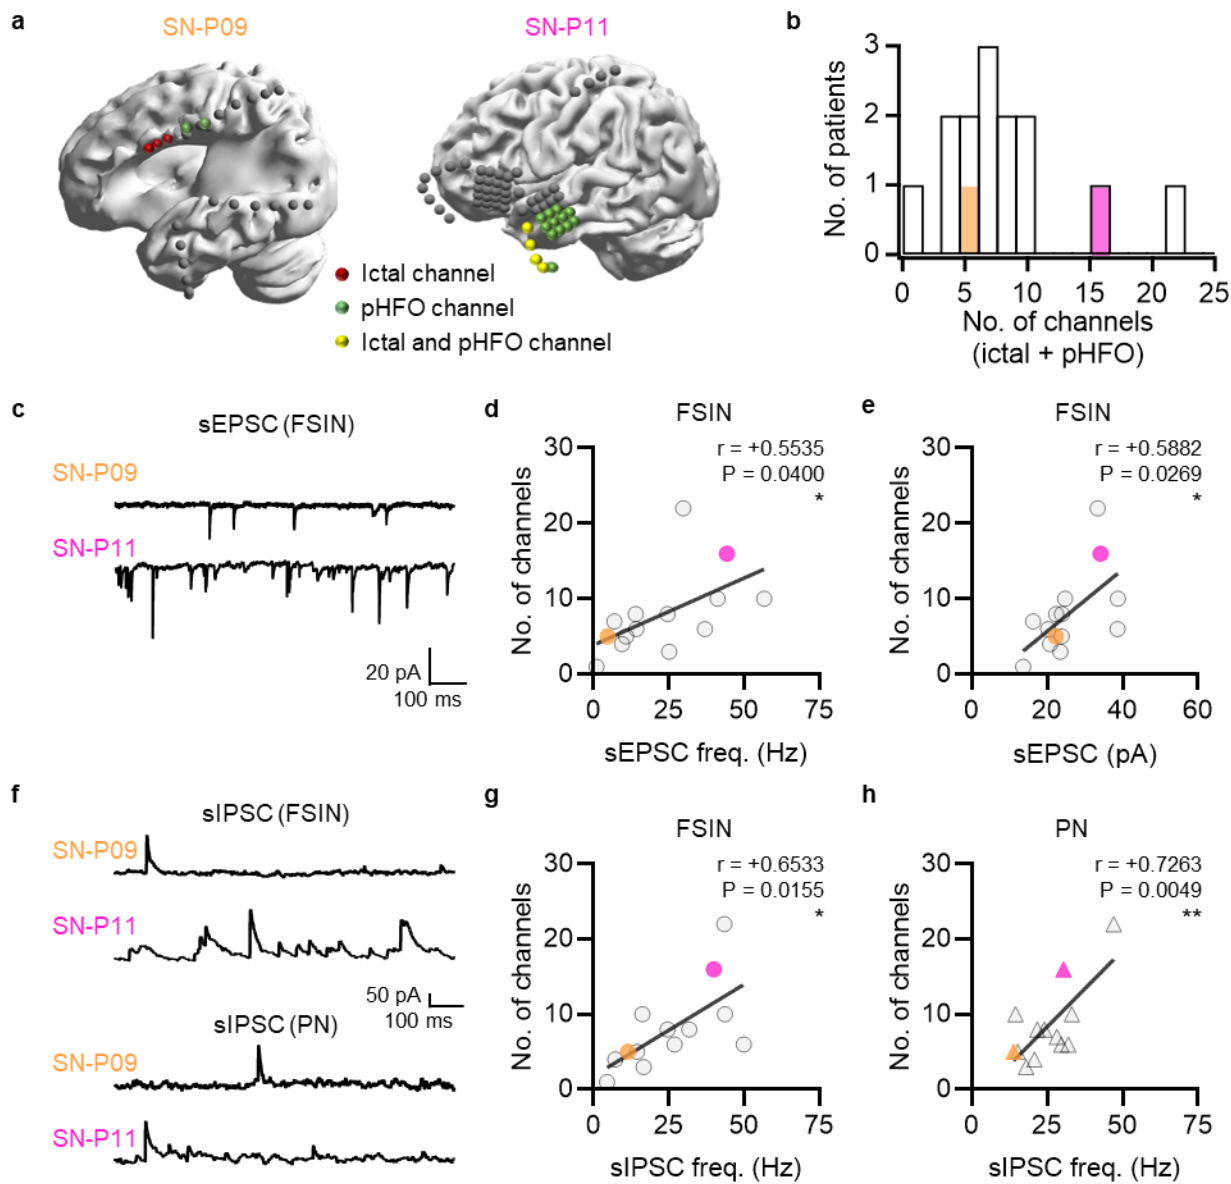 a
SN-P09
SN-P11
Ictal channel
pHFO channel
Ictal and pHFO channel
b
No. of patients
3
2
1
0
0 5 10 15 20 25
No. of channels
(ictal + pHFO)
c
sEPSC (FSIN)
SN-P09
SN-P11
20 pA
100 ms
d
FSIN
r = +0.5535
P = 0.0400
*
No. of channels
30
20
10
0
0 25 50 75
sEPSC freq. (Hz)
e
FSIN
r = +0.5882
P = 0.0269
*
No. of channels
30
20
10
0
0 20 40 60
sEPSC (pA)
f
sIPSC (FSIN)
SN-P09
SN-P11
50 pA
100 ms
sIPSC (PN)
SN-P09
SN-P11
g
FSIN
r = +0.6533
P = 0.0155
*
No. of channels
30
20
10
0
0 25 50 75
sIPSC freq. (Hz)
h
PN
r = +0.7263
P = 0.0049
**
No. of channels
30
20
10
0
0 25 50 75
sIPSC freq. (Hz)